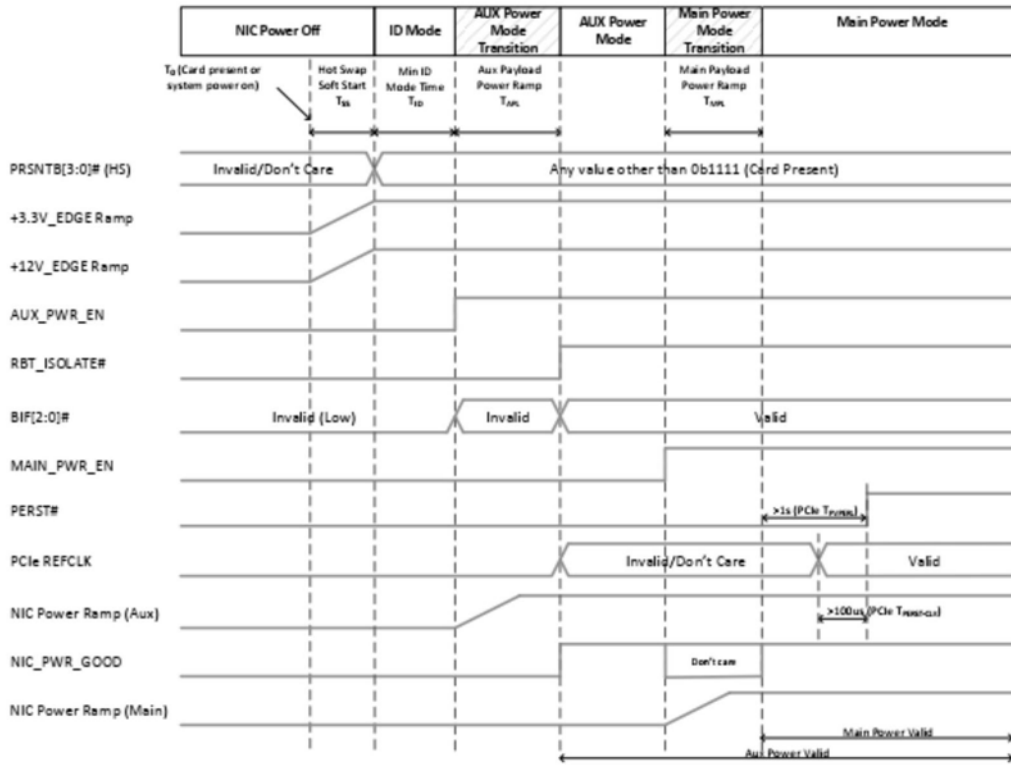 NIC Power Off
ID Mode
AUX Power
Mode
Transition
AUX Power
Mode
Main Power
Mode
Transition
Main Power Mode
T₀ (Card present or
system power on)
Hot Swap
Soft Start
Tss
Min ID
Mode Time
TID
Aux Payload
Power Ramp
TAPL
Main Payload
Power Ramp
TMPL
PRSNTB[3:0]# (HS)
Invalid/Don't Care
Any value other than 0b1111 (Card Present)
+3.3V_EDGE Ramp
+12V_EDGE Ramp
AUX_PWR_EN
RBT_ISOLATE#
BIF[2:0]#
Invalid (Low)
Invalid
Valid
MAIN_PWR_EN
PERST#
>1s (PCIe TPVPERL)
PCIe REFCLK
Invalid/Don't Care
Valid
NIC Power Ramp (Aux)
>100us (PCIe TPERST-CLK)
NIC_PWR_GOOD
Don't care
NIC Power Ramp (Main)
Main Power Valid
Aux Power Valid